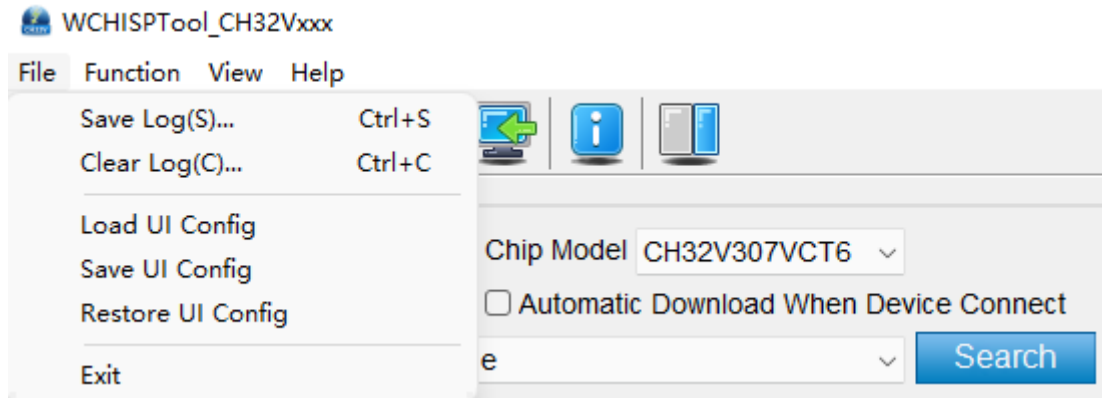 WCHISPTool_CH32Vxxx
File Function View Help
Save Log(S)... Ctrl+S
Clear Log(C)... Ctrl+C
Load UI Config
Save UI Config
Restore UI Config
Exit
Chip Model CH32V307VCT6
Automatic Download When Device Connect
e
Search